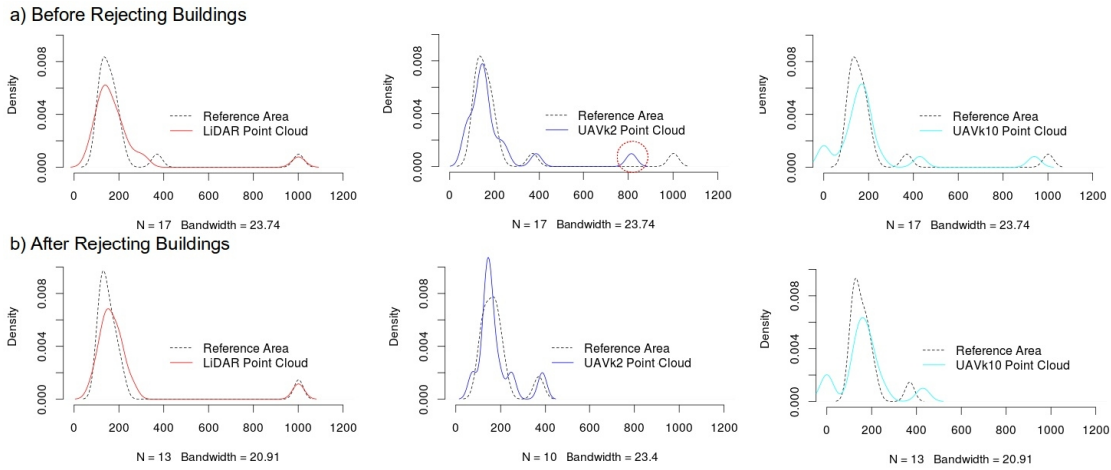 a) Before Rejecting Buildings
Density
0.000 0.004 0.008
Reference Area
LiDAR Point Cloud
0 200 400 600 800 1000 1200
N = 17 Bandwidth = 23.74
Density
0.000 0.004 0.008
Reference Area
UAVk2 Point Cloud
0 200 400 600 800 1000 1200
N = 17 Bandwidth = 23.74
Density
0.000 0.004 0.008
Reference Area
UAVk10 Point Cloud
0 200 400 600 800 1000 1200
N = 17 Bandwidth = 23.74
b) After Rejecting Buildings
Density
0.000 0.004 0.008
Reference Area
LiDAR Point Cloud
0 200 400 600 800 1000 1200
N = 13 Bandwidth = 20.91
Density
0.000 0.004 0.008
Reference Area
UAVk2 Point Cloud
0 200 400 600 800 1000 1200
N = 10 Bandwidth = 23.4
Density
0.000 0.004 0.008
Reference Area
UAVk10 Point Cloud
0 200 400 600 800 1000 1200
N = 13 Bandwidth = 20.91